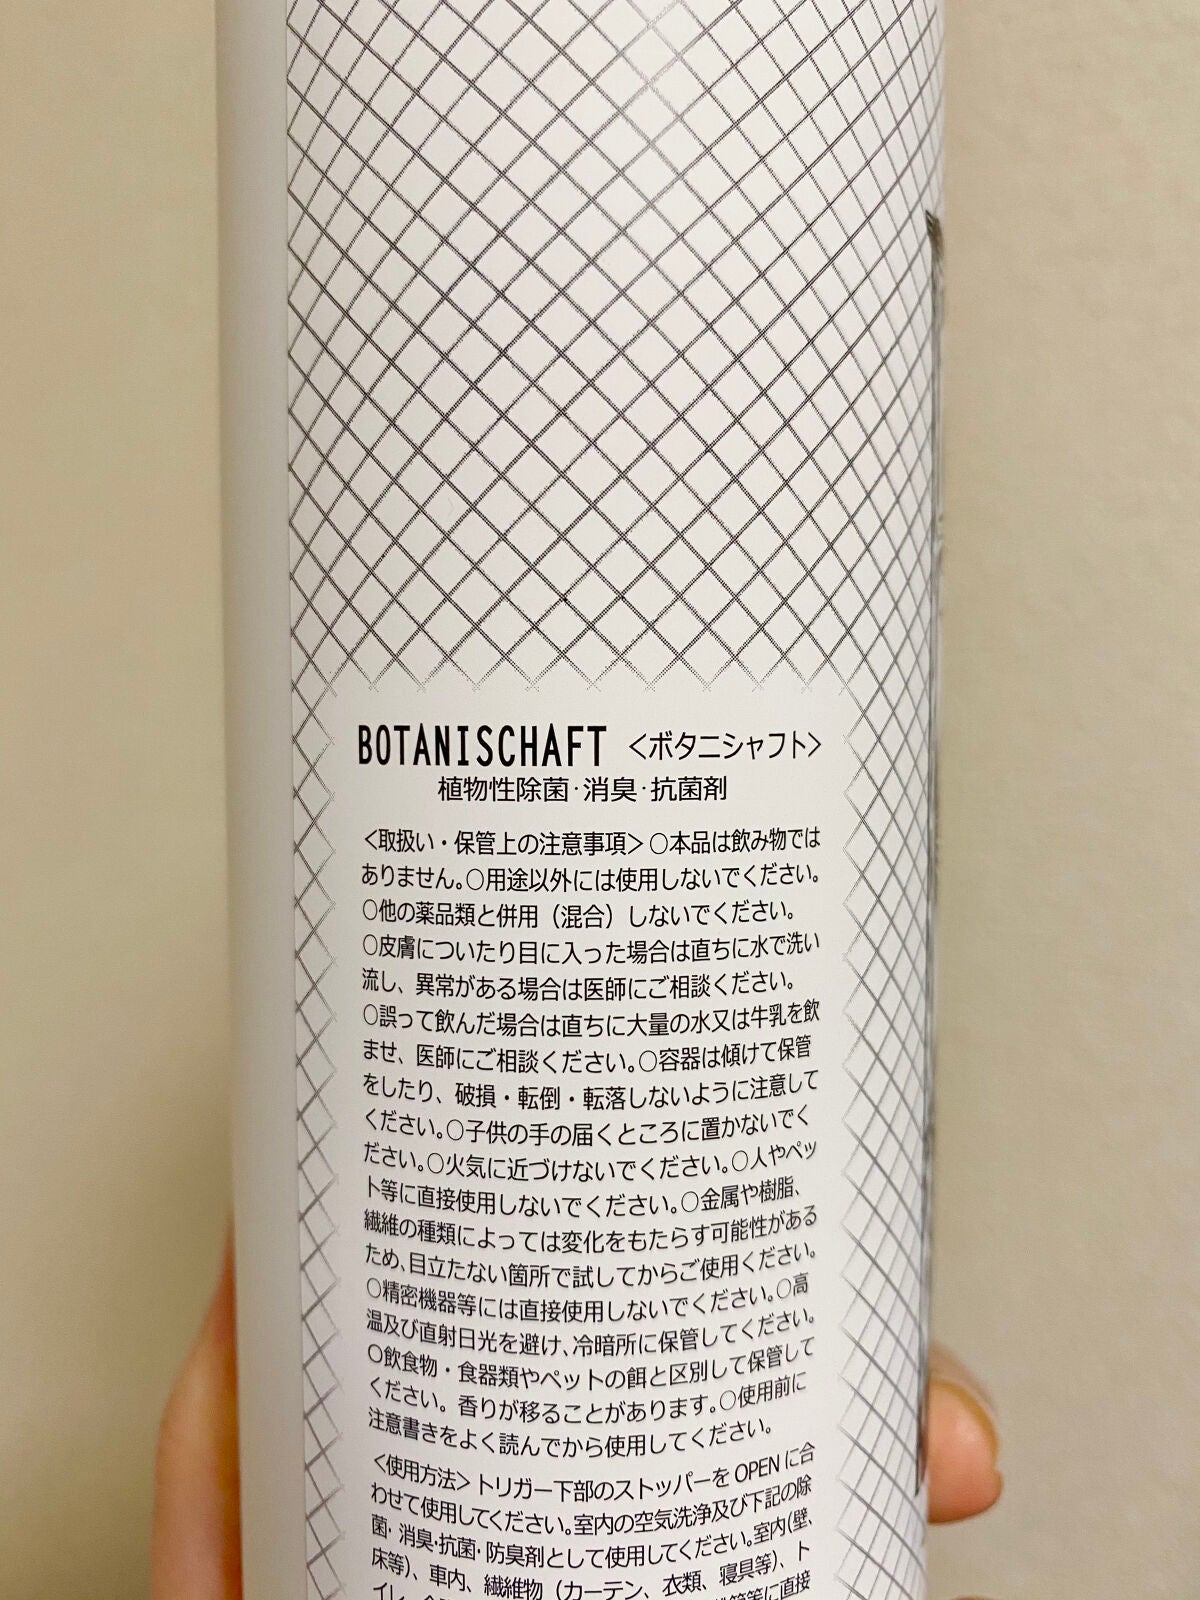 BOTANISCHAFT <ボタニシャフト>
植物性除菌・消臭・抗菌剤
<取扱い・保管上の注意事項>○本品は飲み物では
ありません。○用途以外には使用しないでください。
○他の薬品類と併用（混合）しないでください。
○皮膚についたり目に入った場合は直ちに水で洗い
流し、異常がある場合は医師にご相談ください。
○誤って飲んだ場合は直ちに大量の水又は牛乳を飲
ませ、医師にご相談ください。○容器は傾けて保管
をしたり、破損・転倒・転落しないように注意して
ください。○子供の手の届くところに置かないでく
ださい。○火気に近づけないでください。○人やペッ
ト等に直接使用しないでください。○金属や樹脂、
繊維の種類によっては変化をもたらす可能性がある
ため、目立たない箇所で試してからご使用ください。
○精密機器等には直接使用しないでください。○高
温及び直射日光を避け、冷暗所に保管してください。
○飲食物・食器類やペットの餌と区別して保管して
ください。香りが移ることがあります。○使用前に
注意書きをよく読んでから使用してください。
<使用方法>トリガー下部のストッパーをOPENに合
わせて使用してください。室内の空気洗浄及び下記の除
菌・消臭・抗菌・防臭剤として使用してください。室内(壁、
床等)、車内、繊維物（カーテン、衣類、寝具等)、ト
イレ、
等に直接